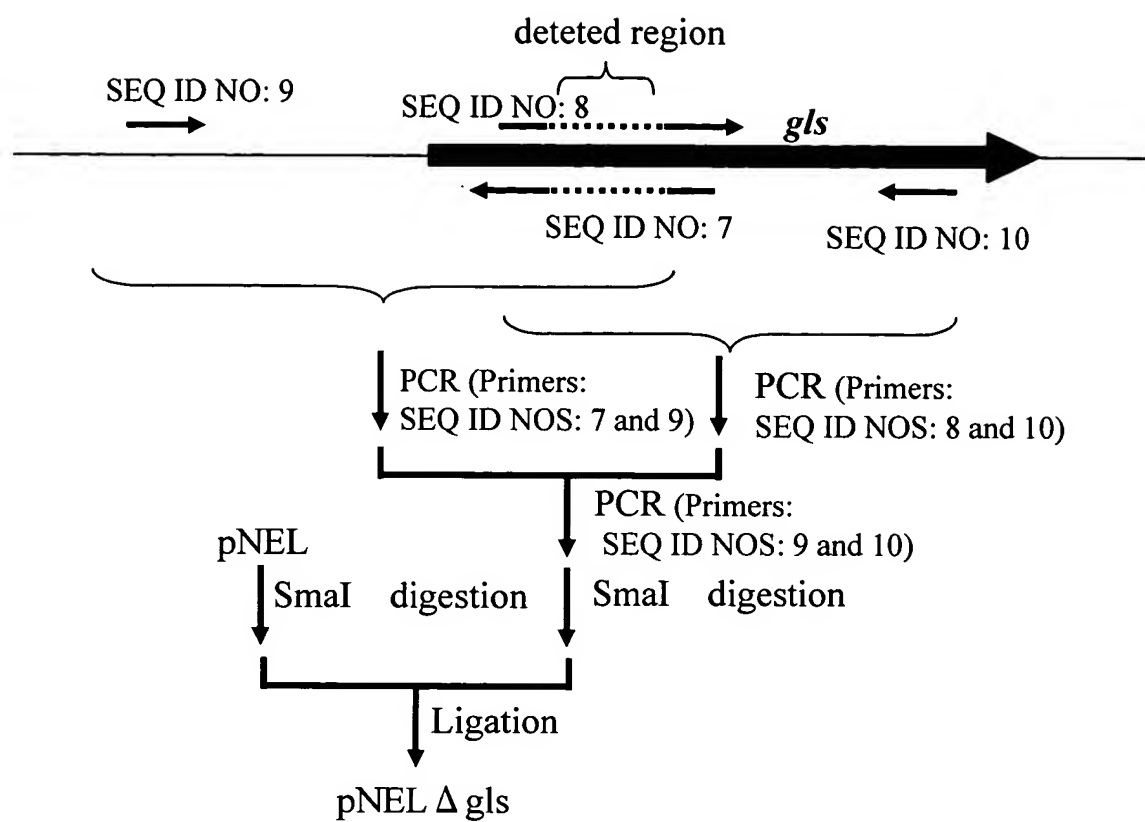 deteted region
SEQ ID NO: 9
SEQ ID NO: 8
gls
SEQ ID NO: 7
SEQ ID NO: 10
PCR (Primers:
SEQ ID NOS: 7 and 9)
PCR (Primers:
SEQ ID NOS: 8 and 10)
PCR (Primers:
SEQ ID NOS: 9 and 10)
pNEL
SmaI digestion
SmaI digestion
Ligation
pNEL Δ gls